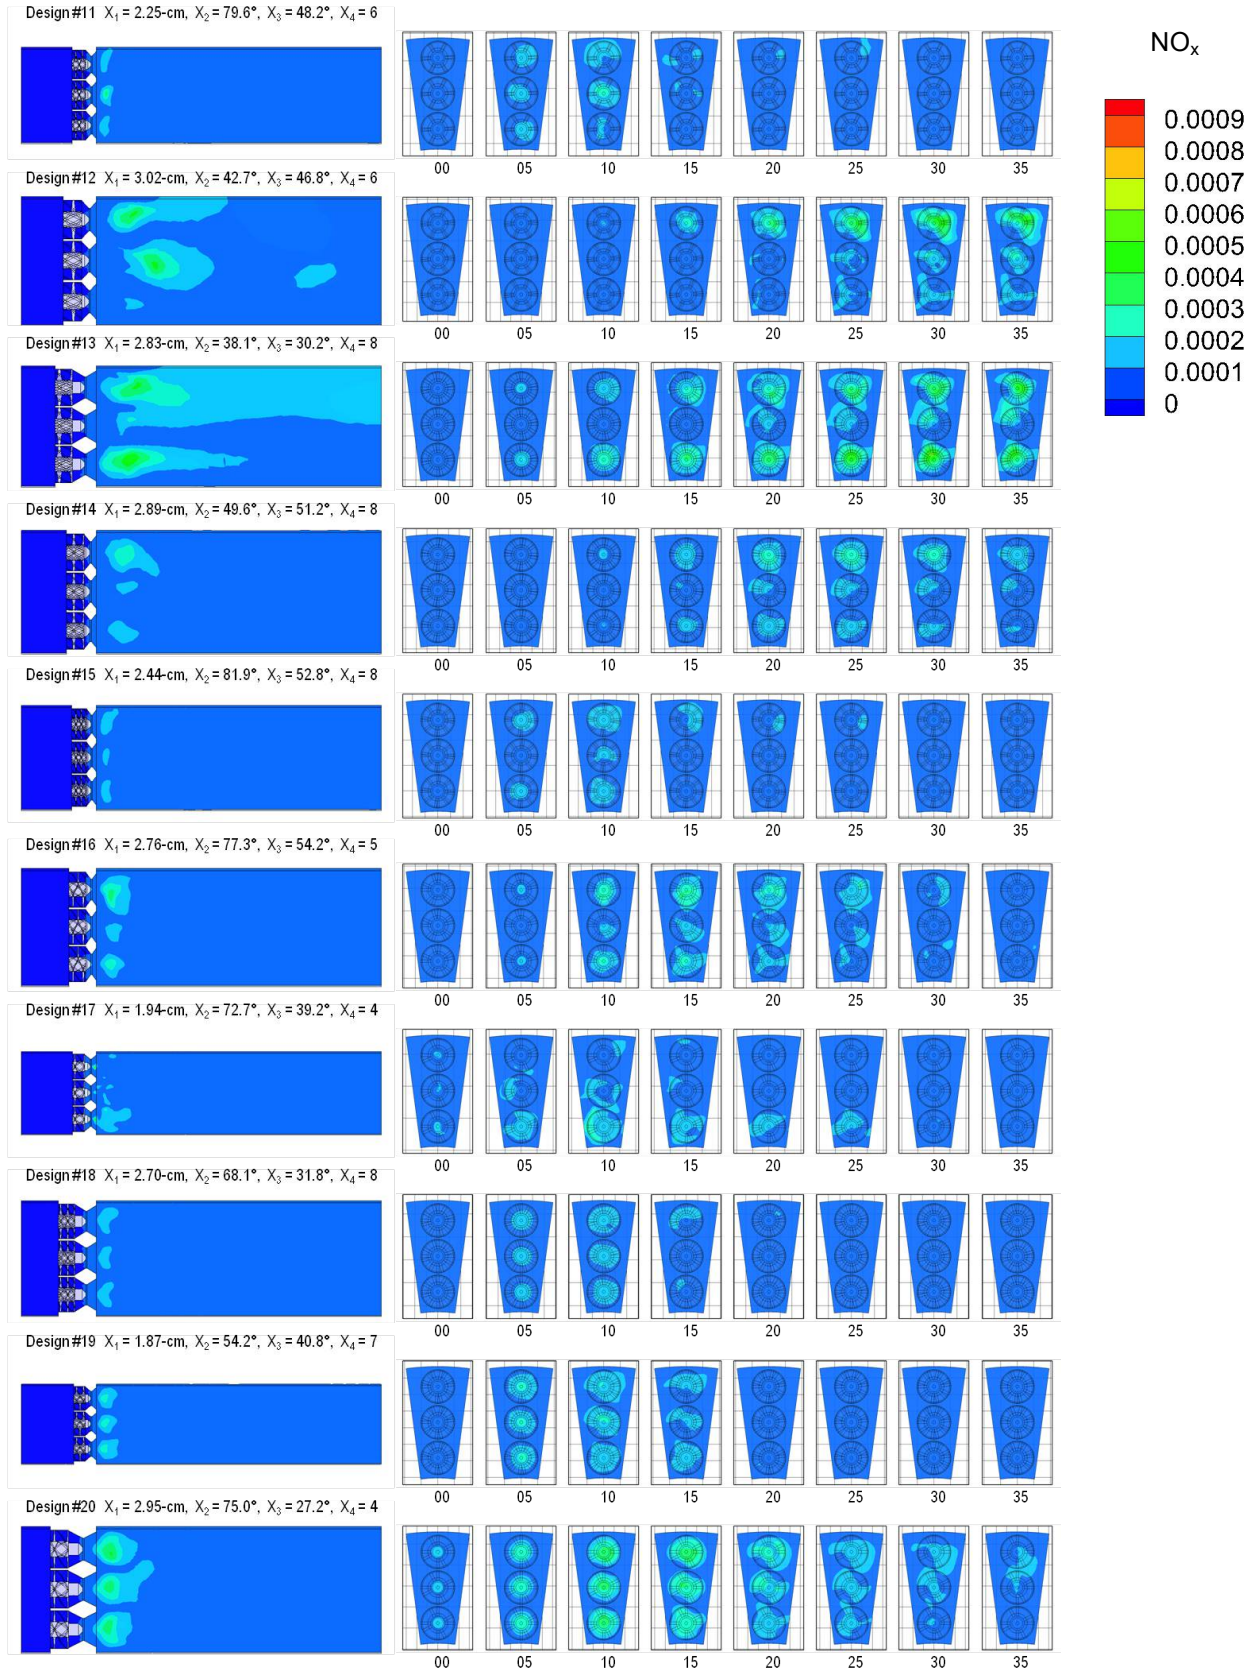 Design #11 X₁ = 2.25-cm, X₂ = 79.6°, X₃ = 48.2°, X₄ = 6
00 05 10 15 20 25 30 35
Design #12 X₁ = 3.02-cm, X₂ = 42.7°, X₃ = 46.8°, X₄ = 6
00 05 10 15 20 25 30 35
Design #13 X₁ = 2.83-cm, X₂ = 38.1°, X₃ = 30.2°, X₄ = 8
00 05 10 15 20 25 30 35
Design #14 X₁ = 2.89-cm, X₂ = 49.6°, X₃ = 51.2°, X₄ = 8
00 05 10 15 20 25 30 35
Design #15 X₁ = 2.44-cm, X₂ = 81.9°, X₃ = 52.8°, X₄ = 8
00 05 10 15 20 25 30 35
Design #16 X₁ = 2.76-cm, X₂ = 77.3°, X₃ = 54.2°, X₄ = 5
00 05 10 15 20 25 30 35
Design #17 X₁ = 1.94-cm, X₂ = 72.7°, X₃ = 39.2°, X₄ = 4
00 05 10 15 20 25 30 35
Design #18 X₁ = 2.70-cm, X₂ = 68.1°, X₃ = 31.8°, X₄ = 8
00 05 10 15 20 25 30 35
Design #19 X₁ = 1.87-cm, X₂ = 54.2°, X₃ = 40.8°, X₄ = 7
00 05 10 15 20 25 30 35
Design #20 X₁ = 2.95-cm, X₂ = 75.0°, X₃ = 27.2°, X₄ = 4
00 05 10 15 20 25 30 35
NOₓ
0.0009
0.0008
0.0007
0.0006
0.0005
0.0004
0.0003
0.0002
0.0001
0